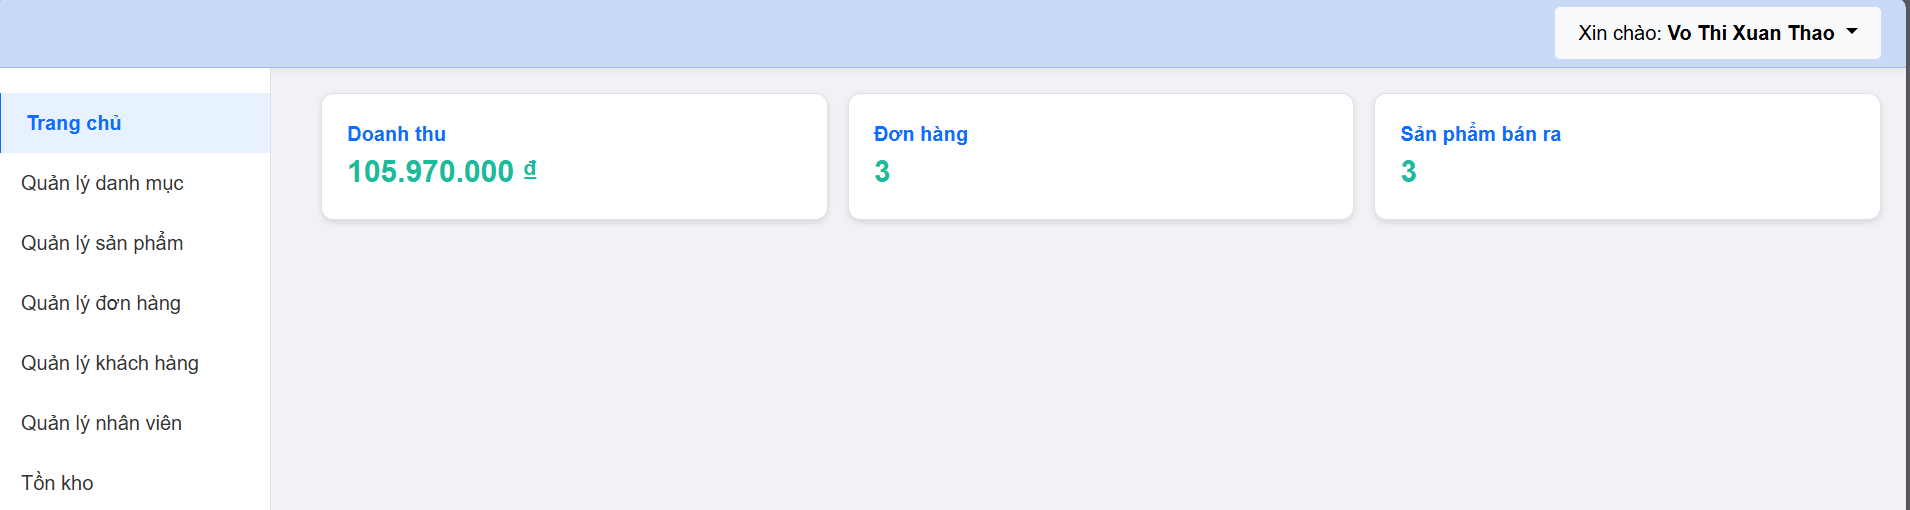 Xin chào: Vo Thi Xuan Thao
Trang chủ
Quản lý danh mục
Quản lý sản phẩm
Quản lý đơn hàng
Quản lý khách hàng
Quản lý nhân viên
Tồn kho
Doanh thu
105.970.000 ₫
Đơn hàng
3
Sản phẩm bán ra
3